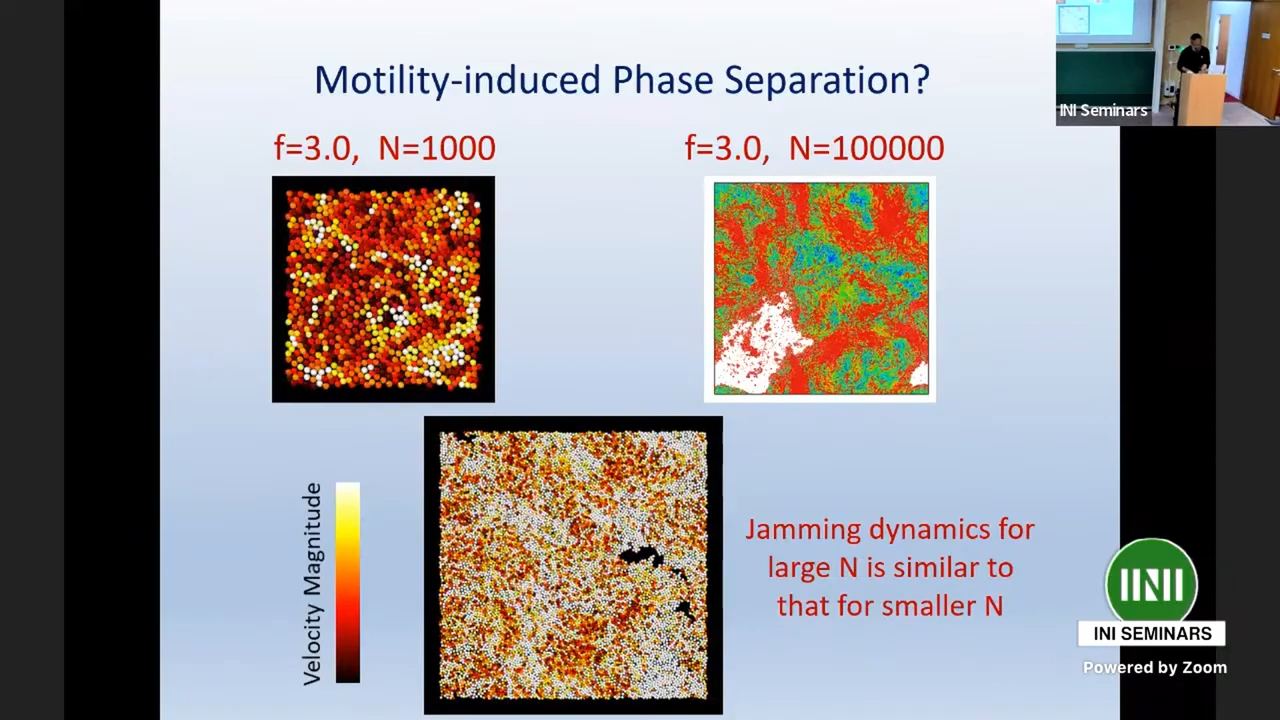 Motility-induced Phase Separation?
INI Seminars
f=3.0, N=1000
f=3.0, N=100000
Velocity Magnitude
Jamming dynamics for
large N is similar to
that for smaller N
INI
INI SEMINARS
Powered by Zoom